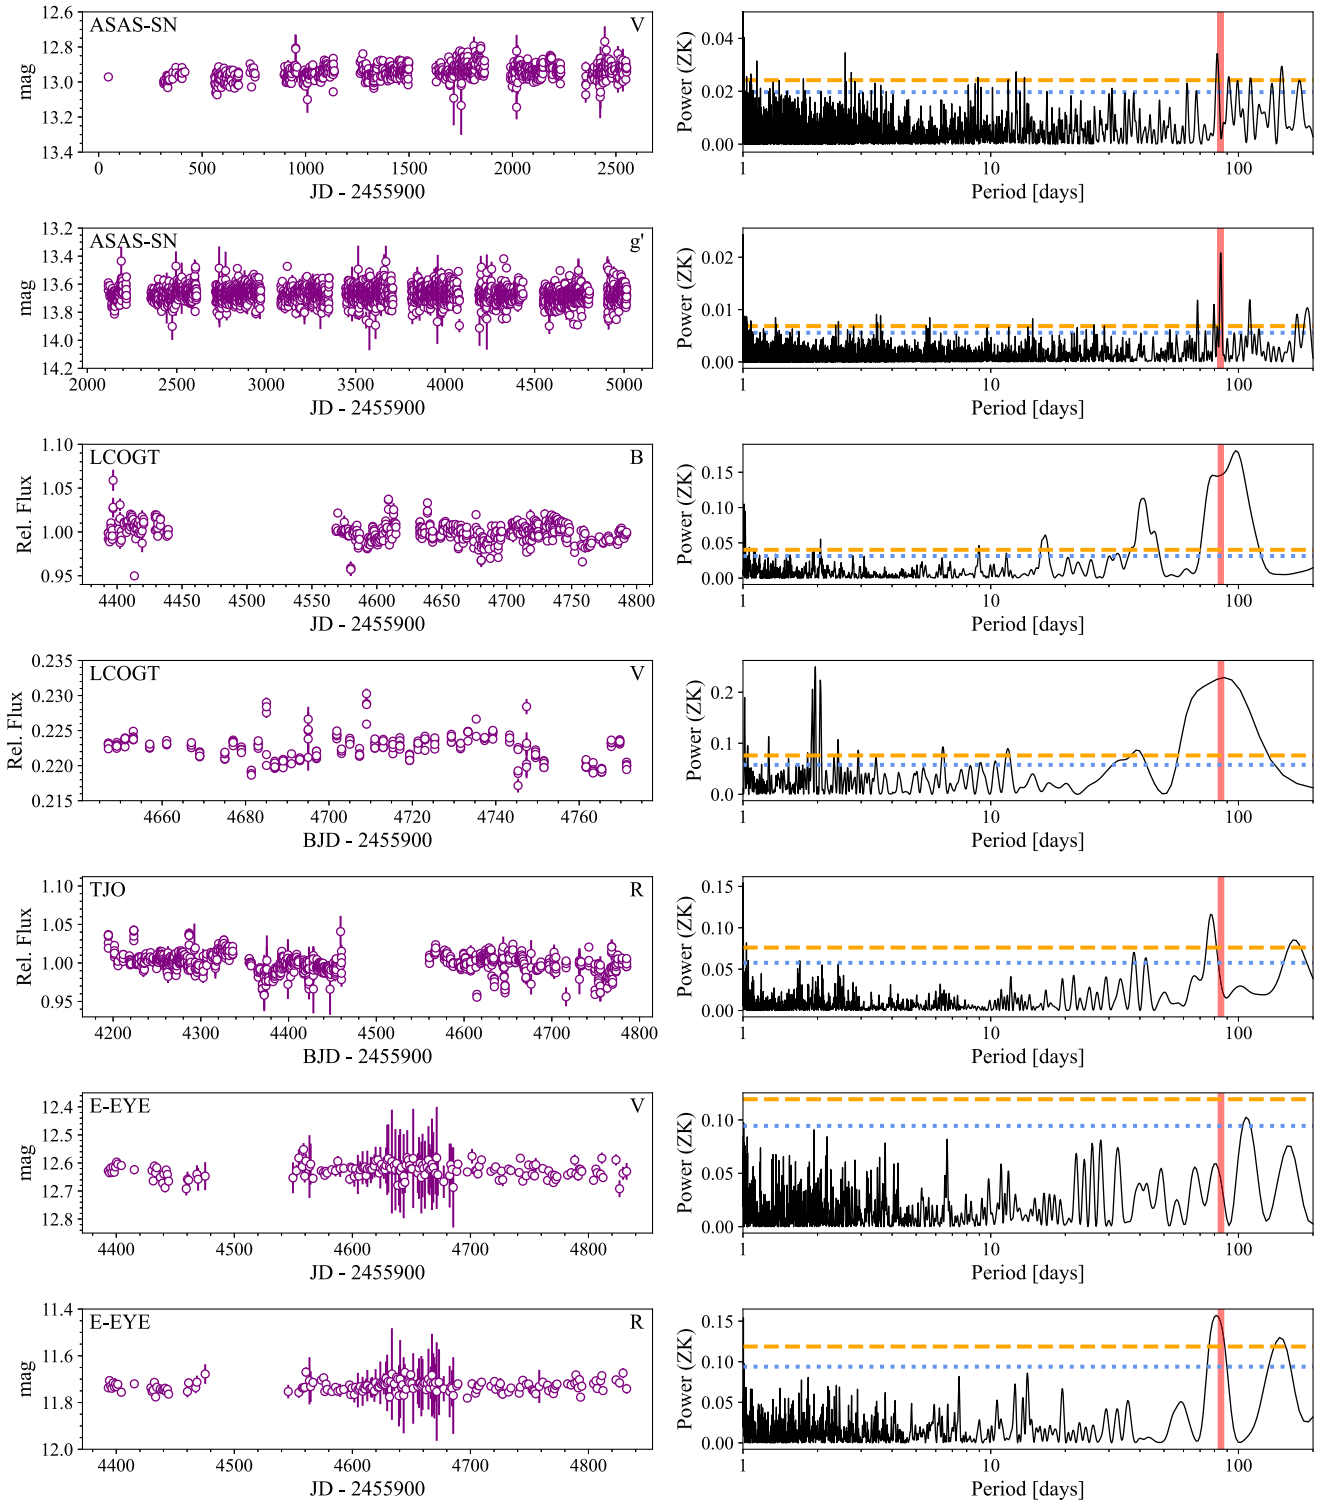 ASAS-SN V
mag
12.6
12.8
13.0
13.2
13.4
0 500 1000 1500 2000 2500
JD - 2455900
Power (ZK)
0.04
0.02
0.00
1 10 100
Period [days]
ASAS-SN g'
mag
13.2
13.4
13.6
13.8
14.0
14.2
2000 2500 3000 3500 4000 4500 5000
JD - 2455900
Power (ZK)
0.02
0.01
0.00
1 10 100
Period [days]
LCOGT B
Rel. Flux
1.10
1.05
1.00
0.95
4400 4450 4500 4550 4600 4650 4700 4750 4800
JD - 2455900
Power (ZK)
0.15
0.10
0.05
0.00
1 10 100
Period [days]
LCOGT V
Rel. Flux
0.235
0.230
0.225
0.220
0.215
4660 4680 4700 4720 4740 4760
BJD - 2455900
Power (ZK)
0.2
0.1
0.0
1 10 100
Period [days]
TJO R
Rel. Flux
1.10
1.05
1.00
0.95
4200 4300 4400 4500 4600 4700 4800
BJD - 2455900
Power (ZK)
0.15
0.10
0.05
0.00
1 10 100
Period [days]
E-EYE V
mag
12.4
12.5
12.6
12.7
12.8
4400 4500 4600 4700 4800
JD - 2455900
Power (ZK)
0.10
0.05
0.00
1 10 100
Period [days]
E-EYE R
mag
11.4
11.6
11.8
12.0
4400 4500 4600 4700 4800
JD - 2455900
Power (ZK)
0.15
0.10
0.05
0.00
1 10 100
Period [days]